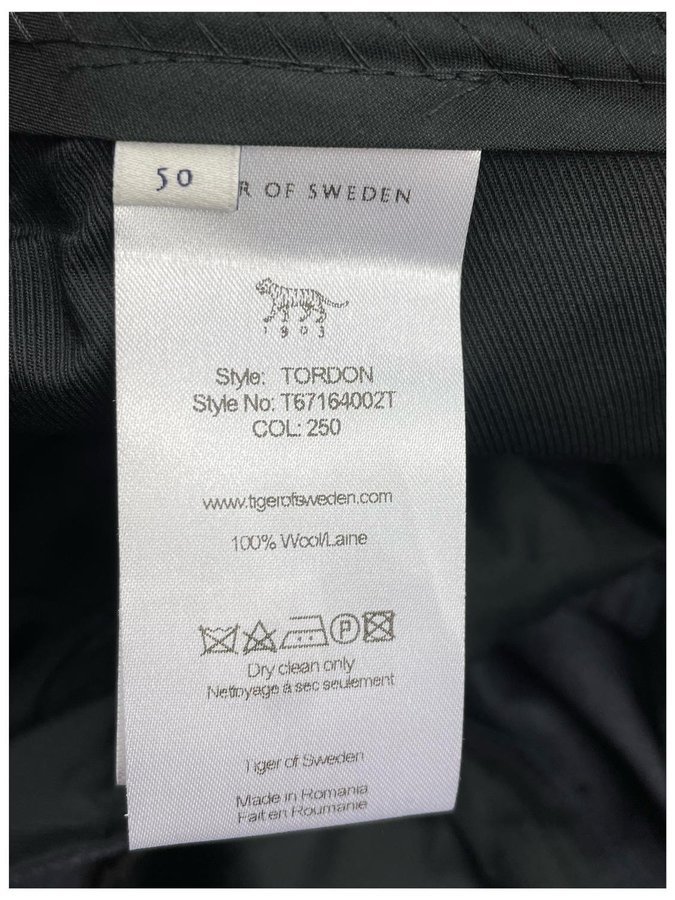 50
R OF SWEDEN
1903
Style: TORDON
Style No: T67164002T
COL: 250
www.tigerofsweden.com
100% Wool/Laine
P
Dry clean only
Nettoyage à sec seulement
Tiger of Sweden
Made in Romania
Fait en Roumanie